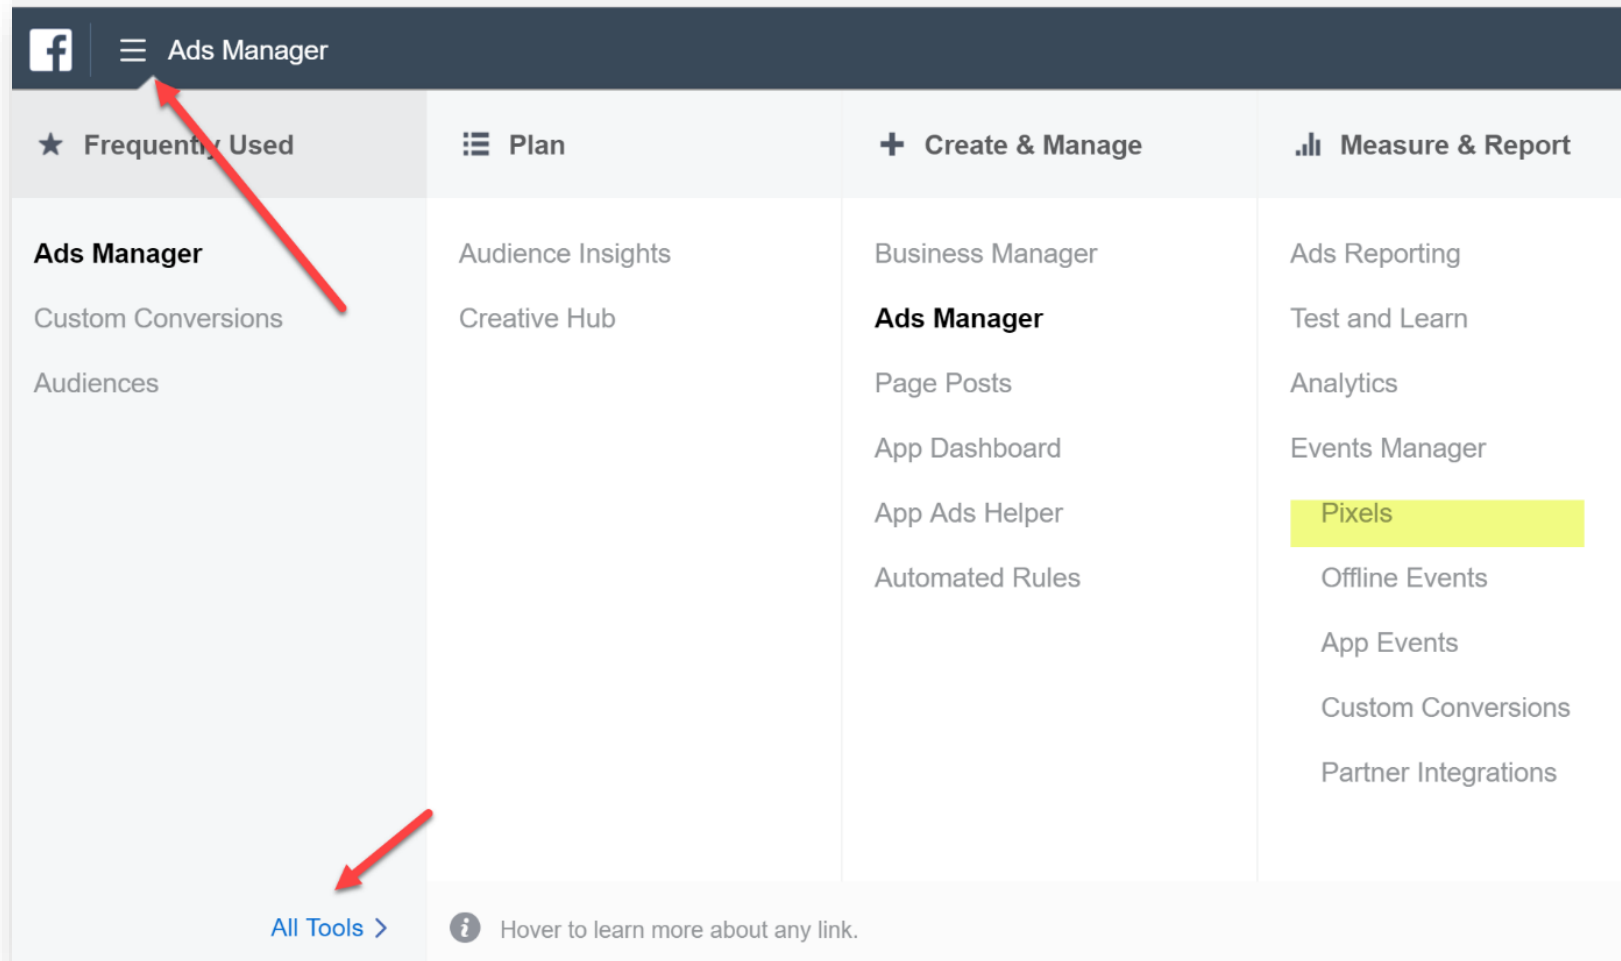 Ads Manager
Frequently Used
Ads Manager
Custom Conversions
Audiences
All Tools
Plan
Audience Insights
Creative Hub
Create & Manage
Business Manager
Ads Manager
Page Posts
App Dashboard
App Ads Helper
Automated Rules
Measure & Report
Ads Reporting
Test and Learn
Analytics
Events Manager
Pixels
Offline Events
App Events
Custom Conversions
Partner Integrations
Hover to learn more about any link.